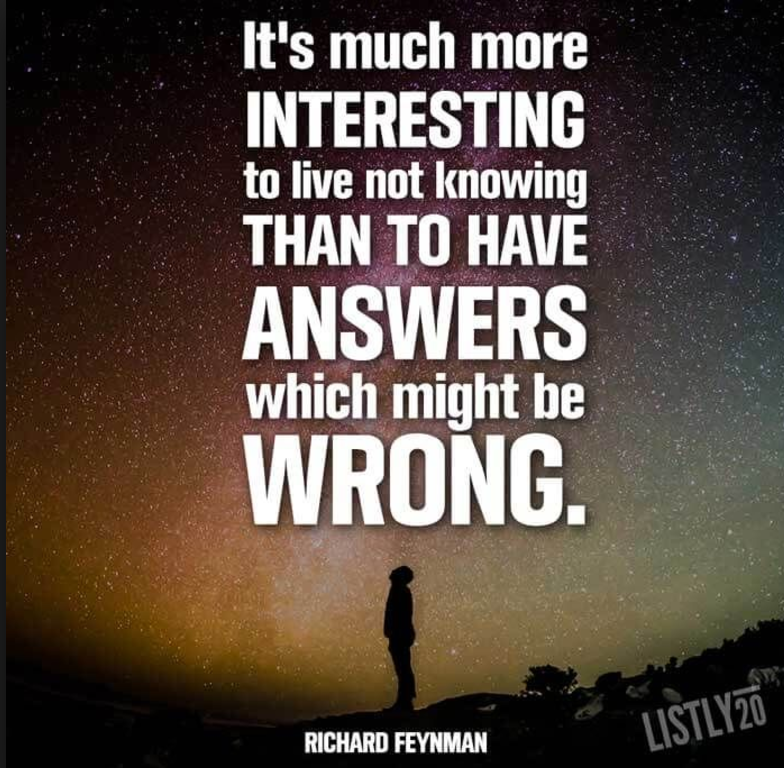 It's much more
INTERESTING
to live not knowing
THAN TO HAVE
ANSWERS
which might be
WRONG.
RICHARD FEYNMAN
LISTLY20